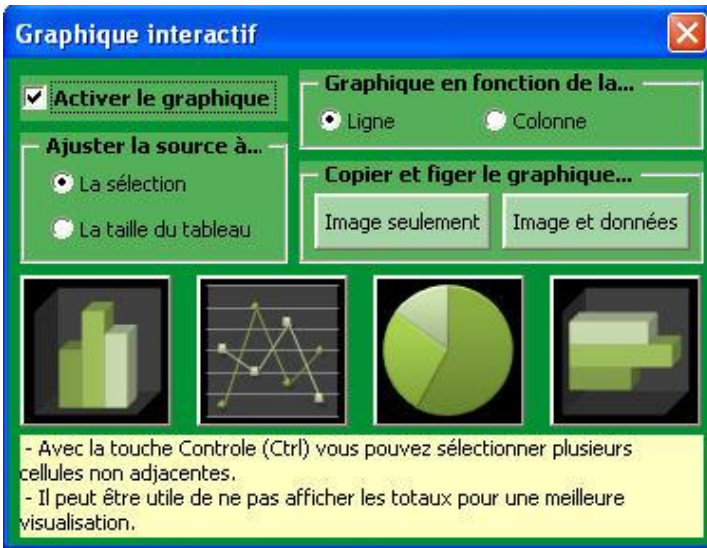 Graphique interactif
Activer le graphique
Graphique en fonction de la...
Ligne
Colonne
Ajuster la source à...
La sélection
La taille du tableau
Copier et figer le graphique...
Image seulement
Image et données
- Avec la touche Controle (Ctrl) vous pouvez sélectionner plusieurs
cellules non adjacentes.
- Il peut être utile de ne pas afficher les totaux pour une meilleure
visualisation.